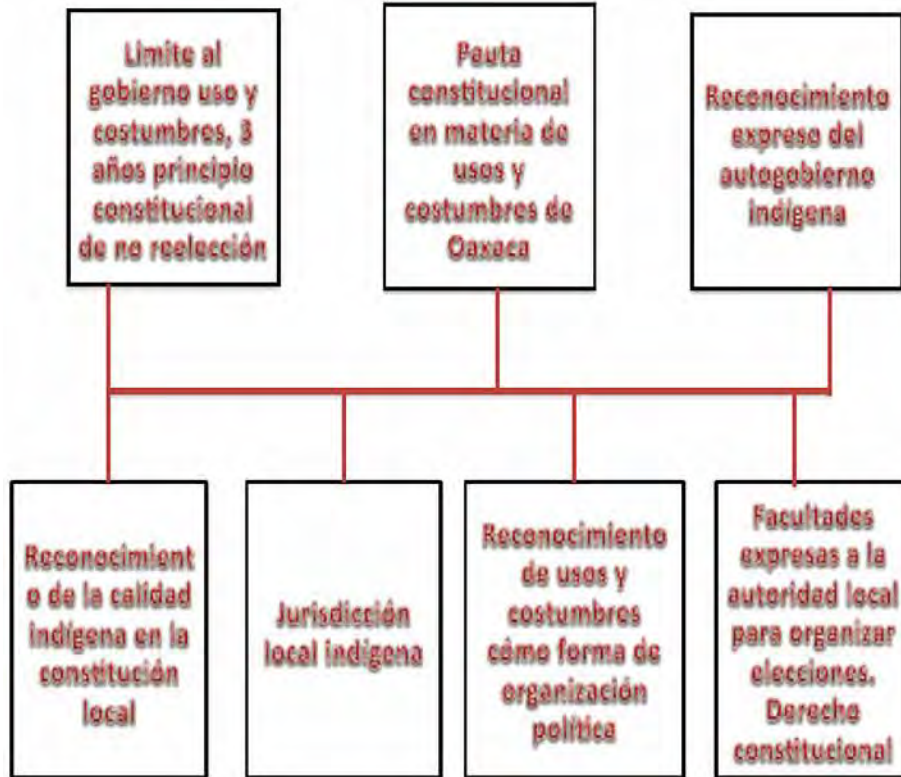 Limite al
gobierno uso y
costumbres, 3
años principio
constitucional
de no reelección
Pauta
constitucional
en materia de
usos y
costumbres de
Oaxaca
Reconocimiento
expreso del
autogobierno
indígena
Reconocimient
o de la calidad
indígena en la
constitución
local
Jurisdicción
local indígena
Reconocimiento
de usos y
costumbres
cómo forma de
organización
política
Facultades
expresas a la
autoridad local
para organizar
elecciones.
Derecho
constitucional